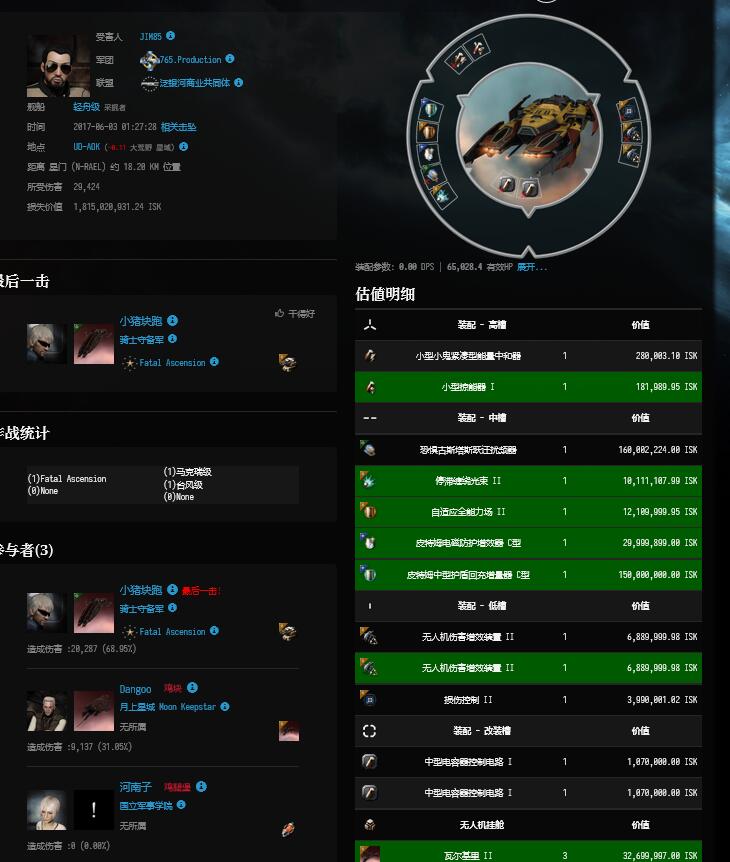 受害人 JIM85
军团 765.Production
联盟 泛银河商业共同体
舰船 轻舟级 采掘者
时间 2017-06-03 01:27:28 相关击坠
地点 UD-AOK (-0.11 大荒野 星域)
距离 星门 (N-RAEL) 约 18.20 KM 位置
所受伤害 29,424
损失价值 1,815,020,931.24 ISK
最后一击
干得好
小猪块跑
骑士守备军
Fatal Ascension
作战统计
(1)Fatal Ascension
(0)None
(1)马克瑞级
(1)台风级
(0)None
参与者(3)
小猪块跑 最后一击!
骑士守备军
Fatal Ascension
造成伤害 :20,287 (68.95%)
Dangoo 鸡块
月上星城 Moon Keepstar
无所属
造成伤害 :9,137 (31.05%)
河南子 鸡腿堡
国立军事学院
无所属
造成伤害 :0 (0.00%)
装配参数: 0.00 DPS | 65,028.4 有效HP 展开...
估值明细
装配 - 高槽 价值
小型小鬼紧凑型能量中和器 1 280,003.10 ISK
小型掠能器 I 1 181,989.95 ISK
装配 - 中槽 价值
恐惧古斯塔斯跃迁扰频器 1 160,002,224.00 ISK
停滞缠绕光束 II 1 10,111,107.99 ISK
自适应全能力场 II 1 12,109,999.95 ISK
皮特姆电磁防护增效器 C型 1 29,999,899.00 ISK
皮特姆中型护盾回充增量器 C型 1 150,000,000.00 ISK
装配 - 低槽 价值
无人机伤害增效装置 II 1 6,889,999.98 ISK
无人机伤害增效装置 II 1 6,889,999.98 ISK
损伤控制 II 1 3,990,001.02 ISK
装配 - 改装槽 价值
中型电容器控制电路 I 1 1,070,000.00 ISK
中型电容器控制电路 I 1 1,070,000.00 ISK
无人机挂舱 价值
瓦尔基里 II 3 32,699,997.00 ISK